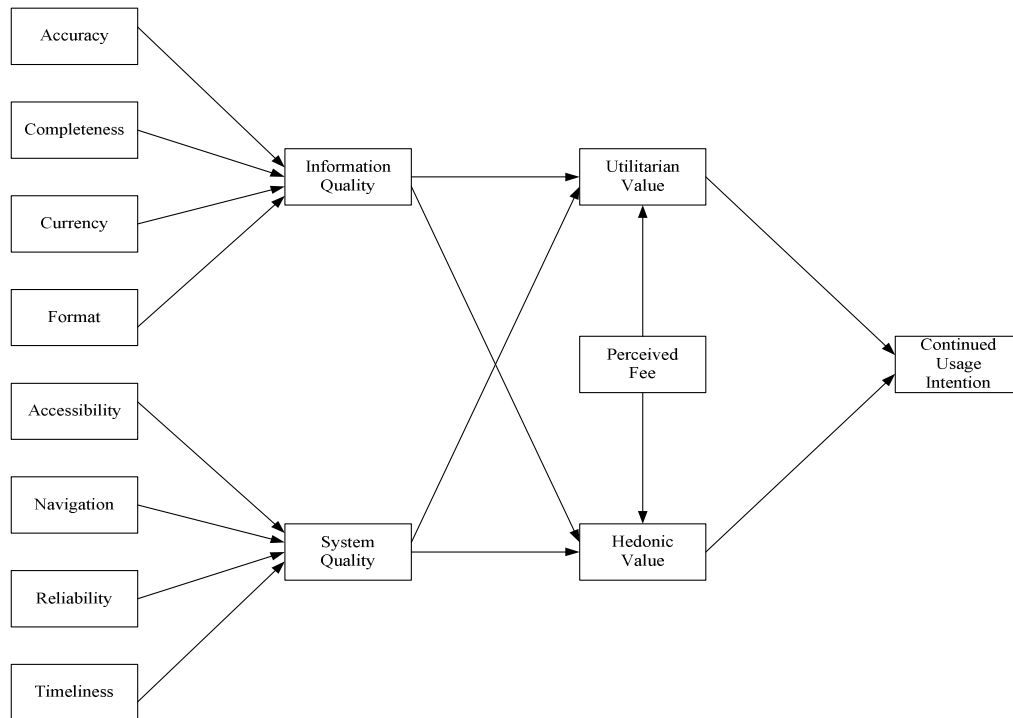 Accuracy
Completeness
Currency
Format
Accessibility
Navigation
Reliability
Timeliness
Information
Quality
System
Quality
Utilitarian
Value
Perceived
Fee
Hedonic
Value
Continued
Usage
Intention